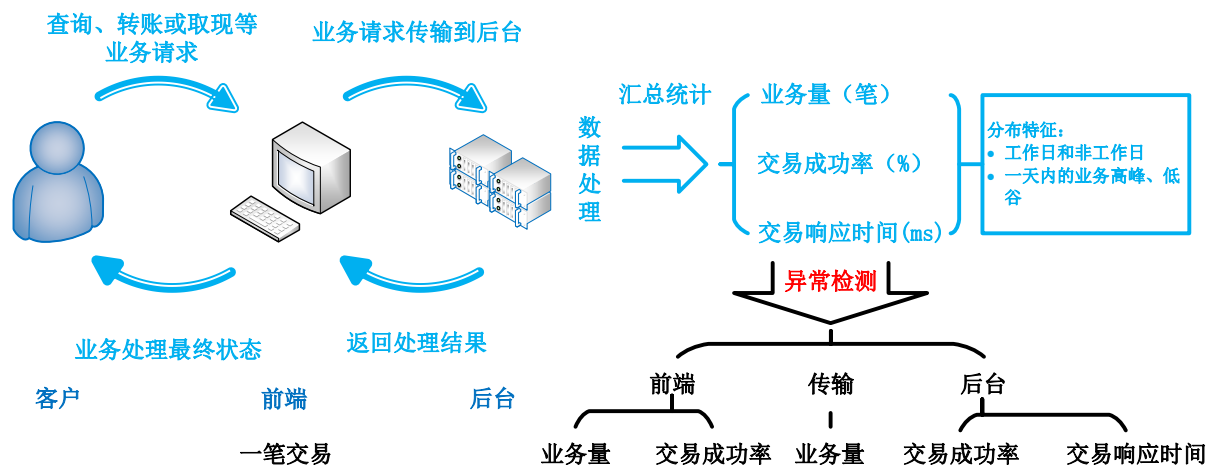 查询、转账或取现等
业务请求
业务请求传输到后台
汇总统计
数据处理
业务量（笔）
交易成功率（%）
交易响应时间(ms)
分布特征：
• 工作日和非工作日
• 一天内的业务高峰、低
谷
异常检测
业务处理最终状态
返回处理结果
客户
前端
后台
一笔交易
前端
传输
后台
业务量
交易成功率
业务量
交易成功率
交易响应时间